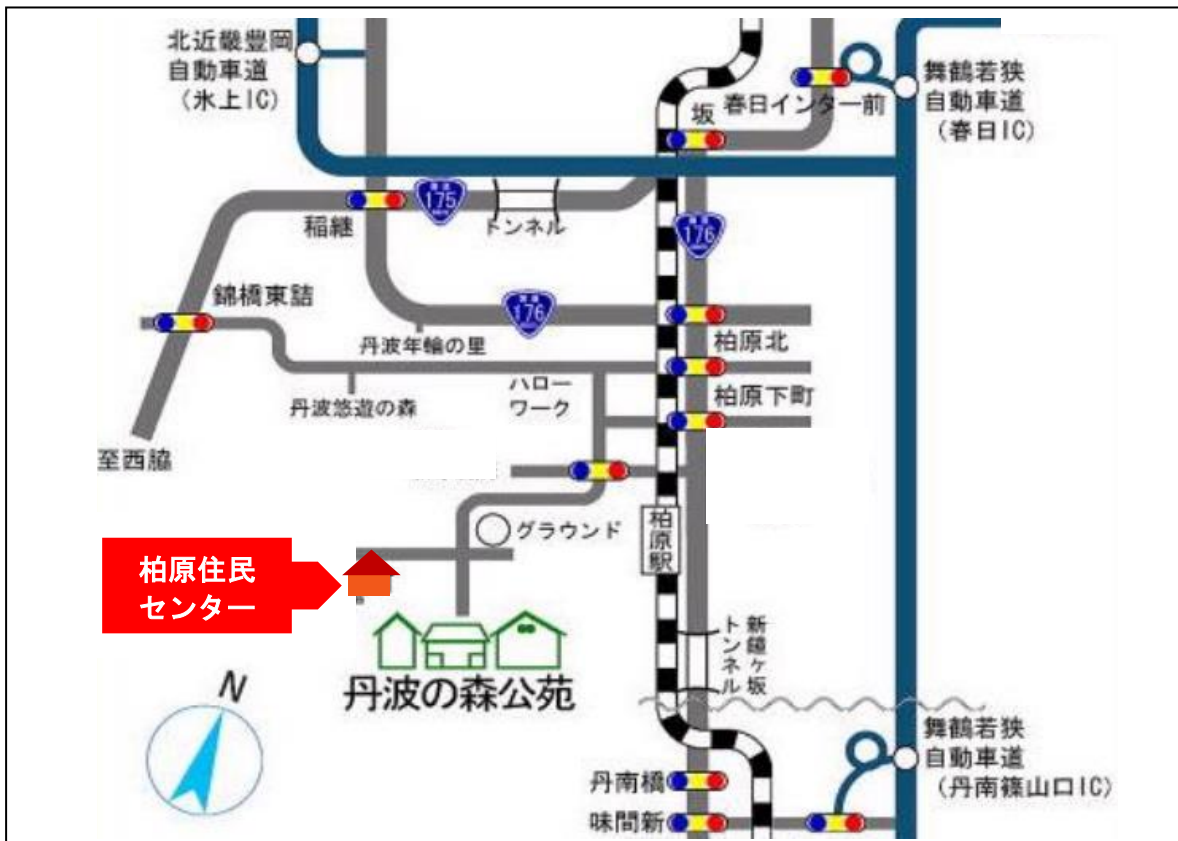 北近畿豊岡
自動車道
(氷上IC)
舞鶴若狭
自動車道
(春日IC)
春日インター前
坂
175
稲継
トンネル
176
錦橋東詰
176
丹波年輪の里
柏原北
ハロー
ワーク
丹波悠遊の森
柏原下町
至西脇
グラウンド
柏原駅
柏原住民
センター
新鐘ヶ坂
トンネル
N
丹波の森公苑
舞鶴若狭
自動車道
(丹南篠山口IC)
丹南橋
味間新